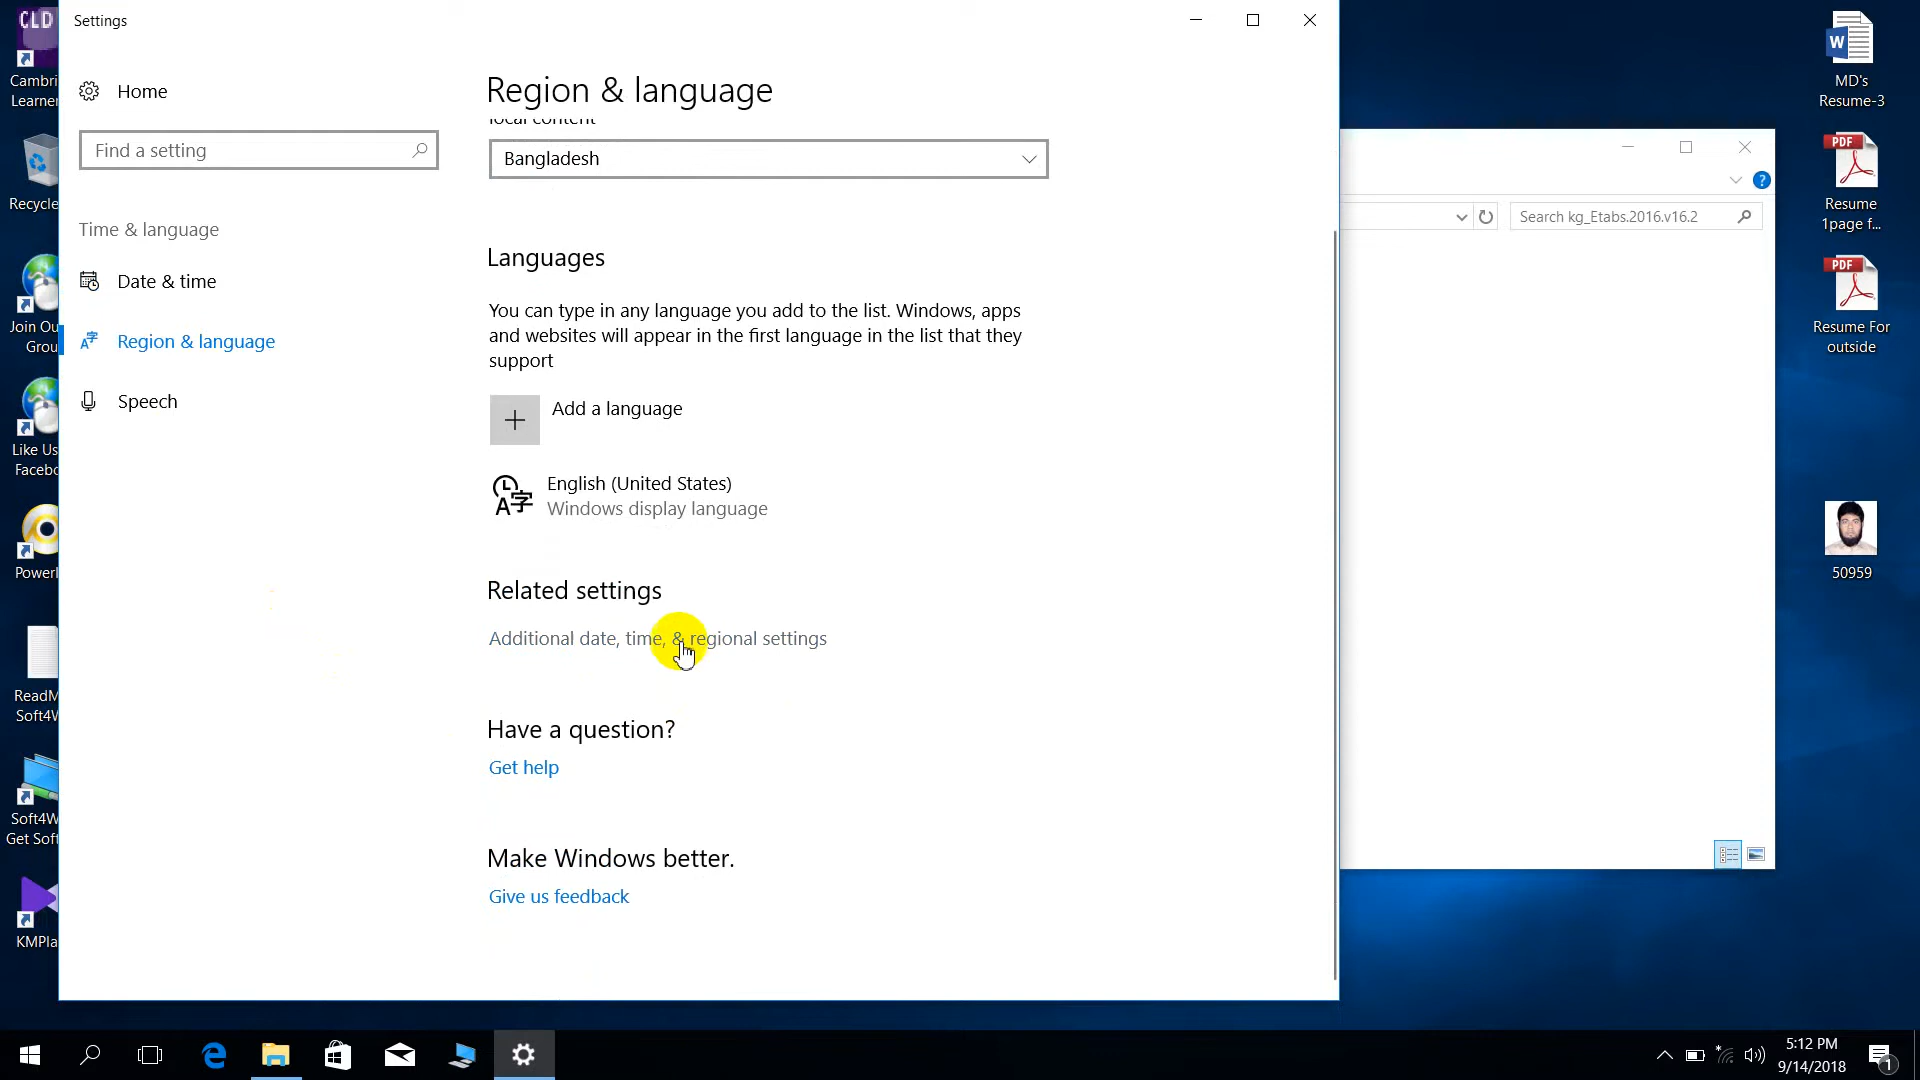 Settings
Home
Find a setting
Time & language
Date & time
Region & language
Speech
Region & language
local content
Bangladesh
Languages
You can type in any language you add to the list. Windows, apps
and websites will appear in the first language in the list that they
support
Add a language
English (United States)
Windows display language
Related settings
Additional date, time, & regional settings
Have a question?
Get help
Make Windows better.
Give us feedback
Search kg_Etabs.2016.v16.2
CLD
Cambri
Learner
Recycle
Join Ou
Grou
Like Us
Facebo
PowerI
ReadM
Soft4W
Soft4W
Get Soft
KMPla
W
MD's
Resume-3
PDF
Resume
1page f...
PDF
Resume For
outside
50959
5:12 PM
9/14/2018
1